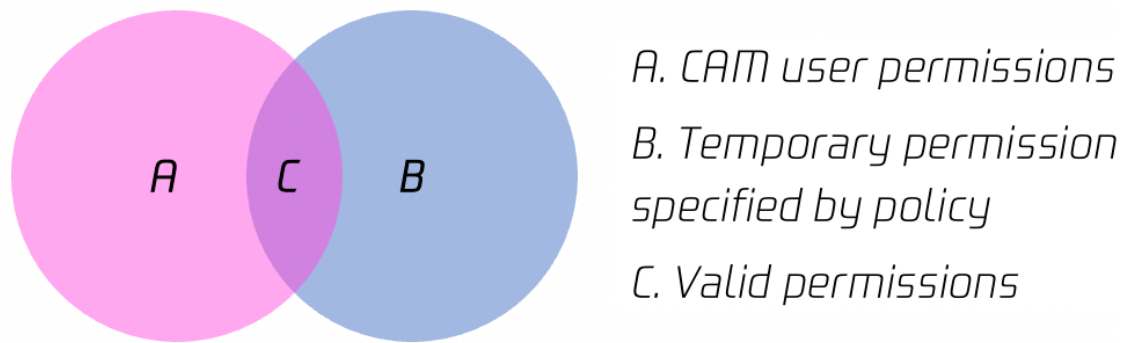 A
C
B
A. CAM user permissions
B. Temporary permission
specified by policy
C. Valid permissions